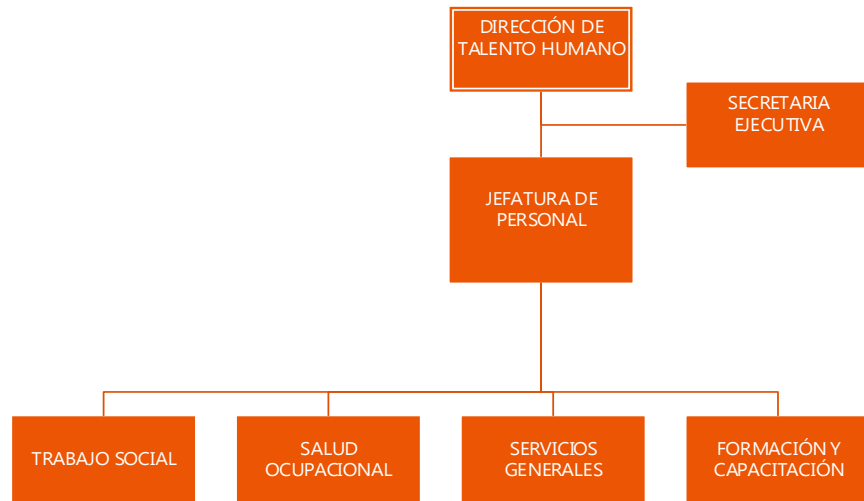 DIRECCIÓN DE
TALENTO HUMANO
SECRETARIA
EJECUTIVA
JEFATURA DE
PERSONAL
TRABAJO SOCIAL
SALUD
OCUPACIONAL
SERVICIOS
GENERALES
FORMACIÓN Y
CAPACITACIÓN